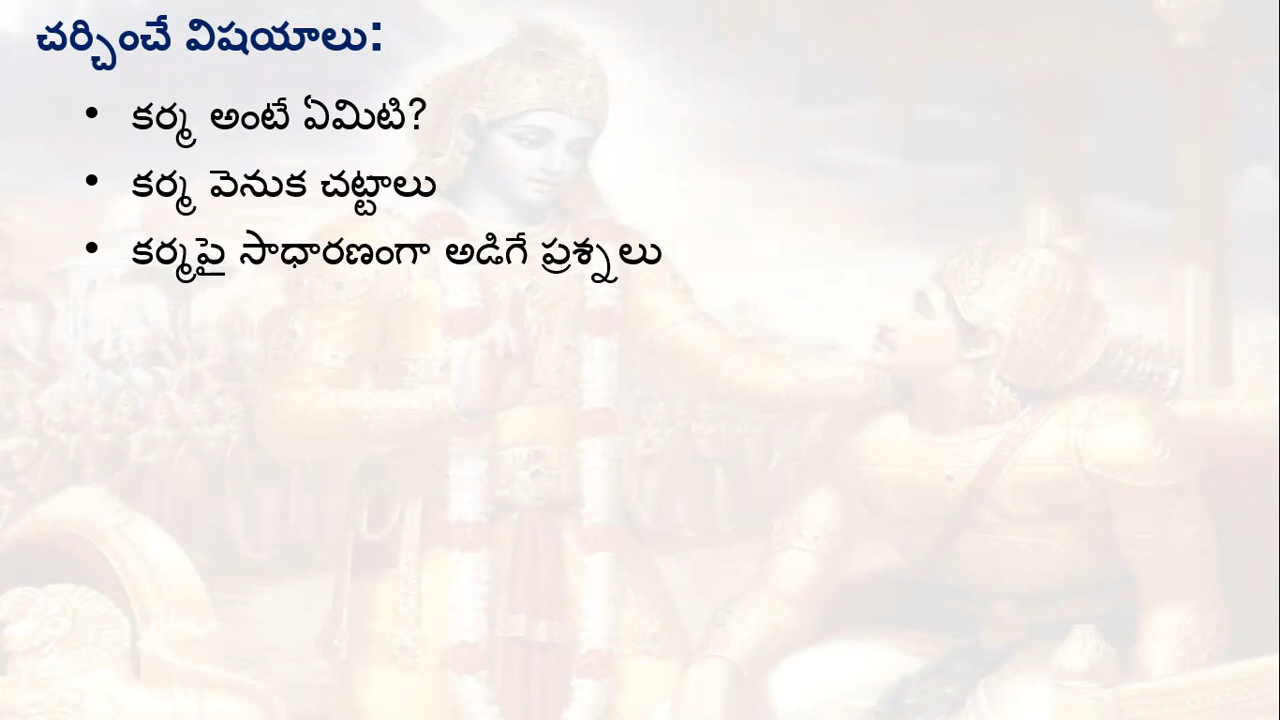 చర్చించే విషయాలు:
• కర్మ అంటే ఏమిటి?
• కర్మ వెనుక చట్టాలు
• కర్మపై సాధారణంగా అడిగే ప్రశ్నలు